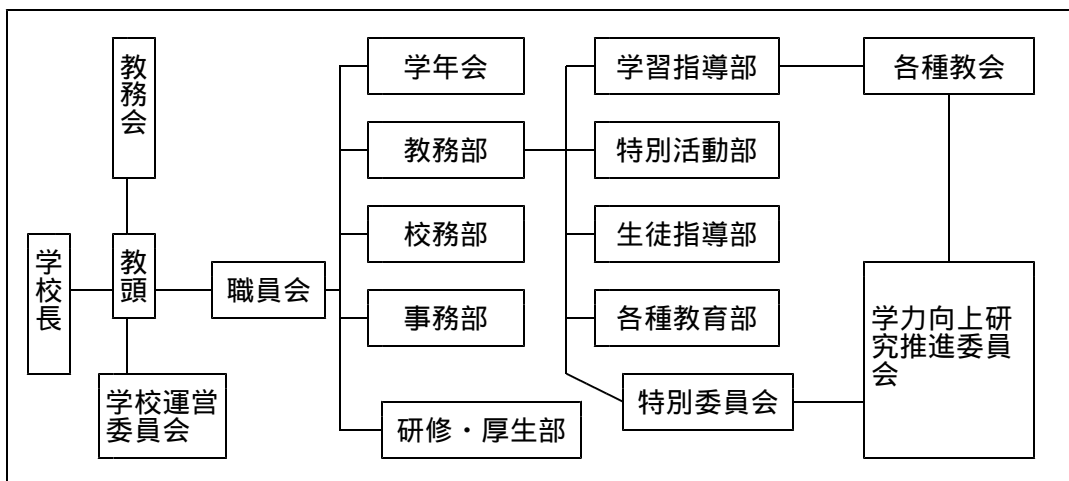 教務会
学校長
教頭
学校運営
委員会
職員会
学年会
教務部
校務部
事務部
研修・厚生部
学習指導部
特別活動部
生徒指導部
各種教育部
特別委員会
各種教会
学力向上研
究推進委員
会